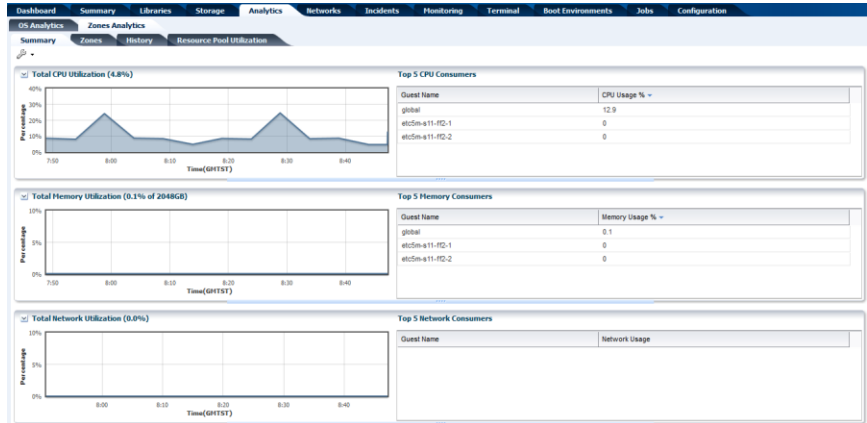 Dashboard Summary Libraries Storage Analytics Networks Incidents Monitoring Terminal Boot Environments Jobs Configuration
OS Analytics Zones Analytics
Summary Zones History Resource Pool Utilization
Total CPU Utilization (4.8%)
40%
30%
20%
10%
0%
Percentage
7:50 8:00 8:10 8:20 8:30 8:40
Time(GMTST)
Top 5 CPU Consumers
Guest Name CPU Usage %
global 12.9
etc5m-s11-ff2-1 0
etc5m-s11-ff2-2 0
Total Memory Utilization (0.1% of 2048GB)
10%
5%
0%
Percentage
7:50 8:00 8:10 8:20 8:30 8:40
Time(GMTST)
Top 5 Memory Consumers
Guest Name Memory Usage %
global 0.1
etc5m-s11-ff2-1 0
etc5m-s11-ff2-2 0
Total Network Utilization (0.0%)
10%
5%
0%
Percentage
8:00 8:10 8:20 8:30 8:40
Time(GMTST)
Top 5 Network Consumers
Guest Name Network Usage